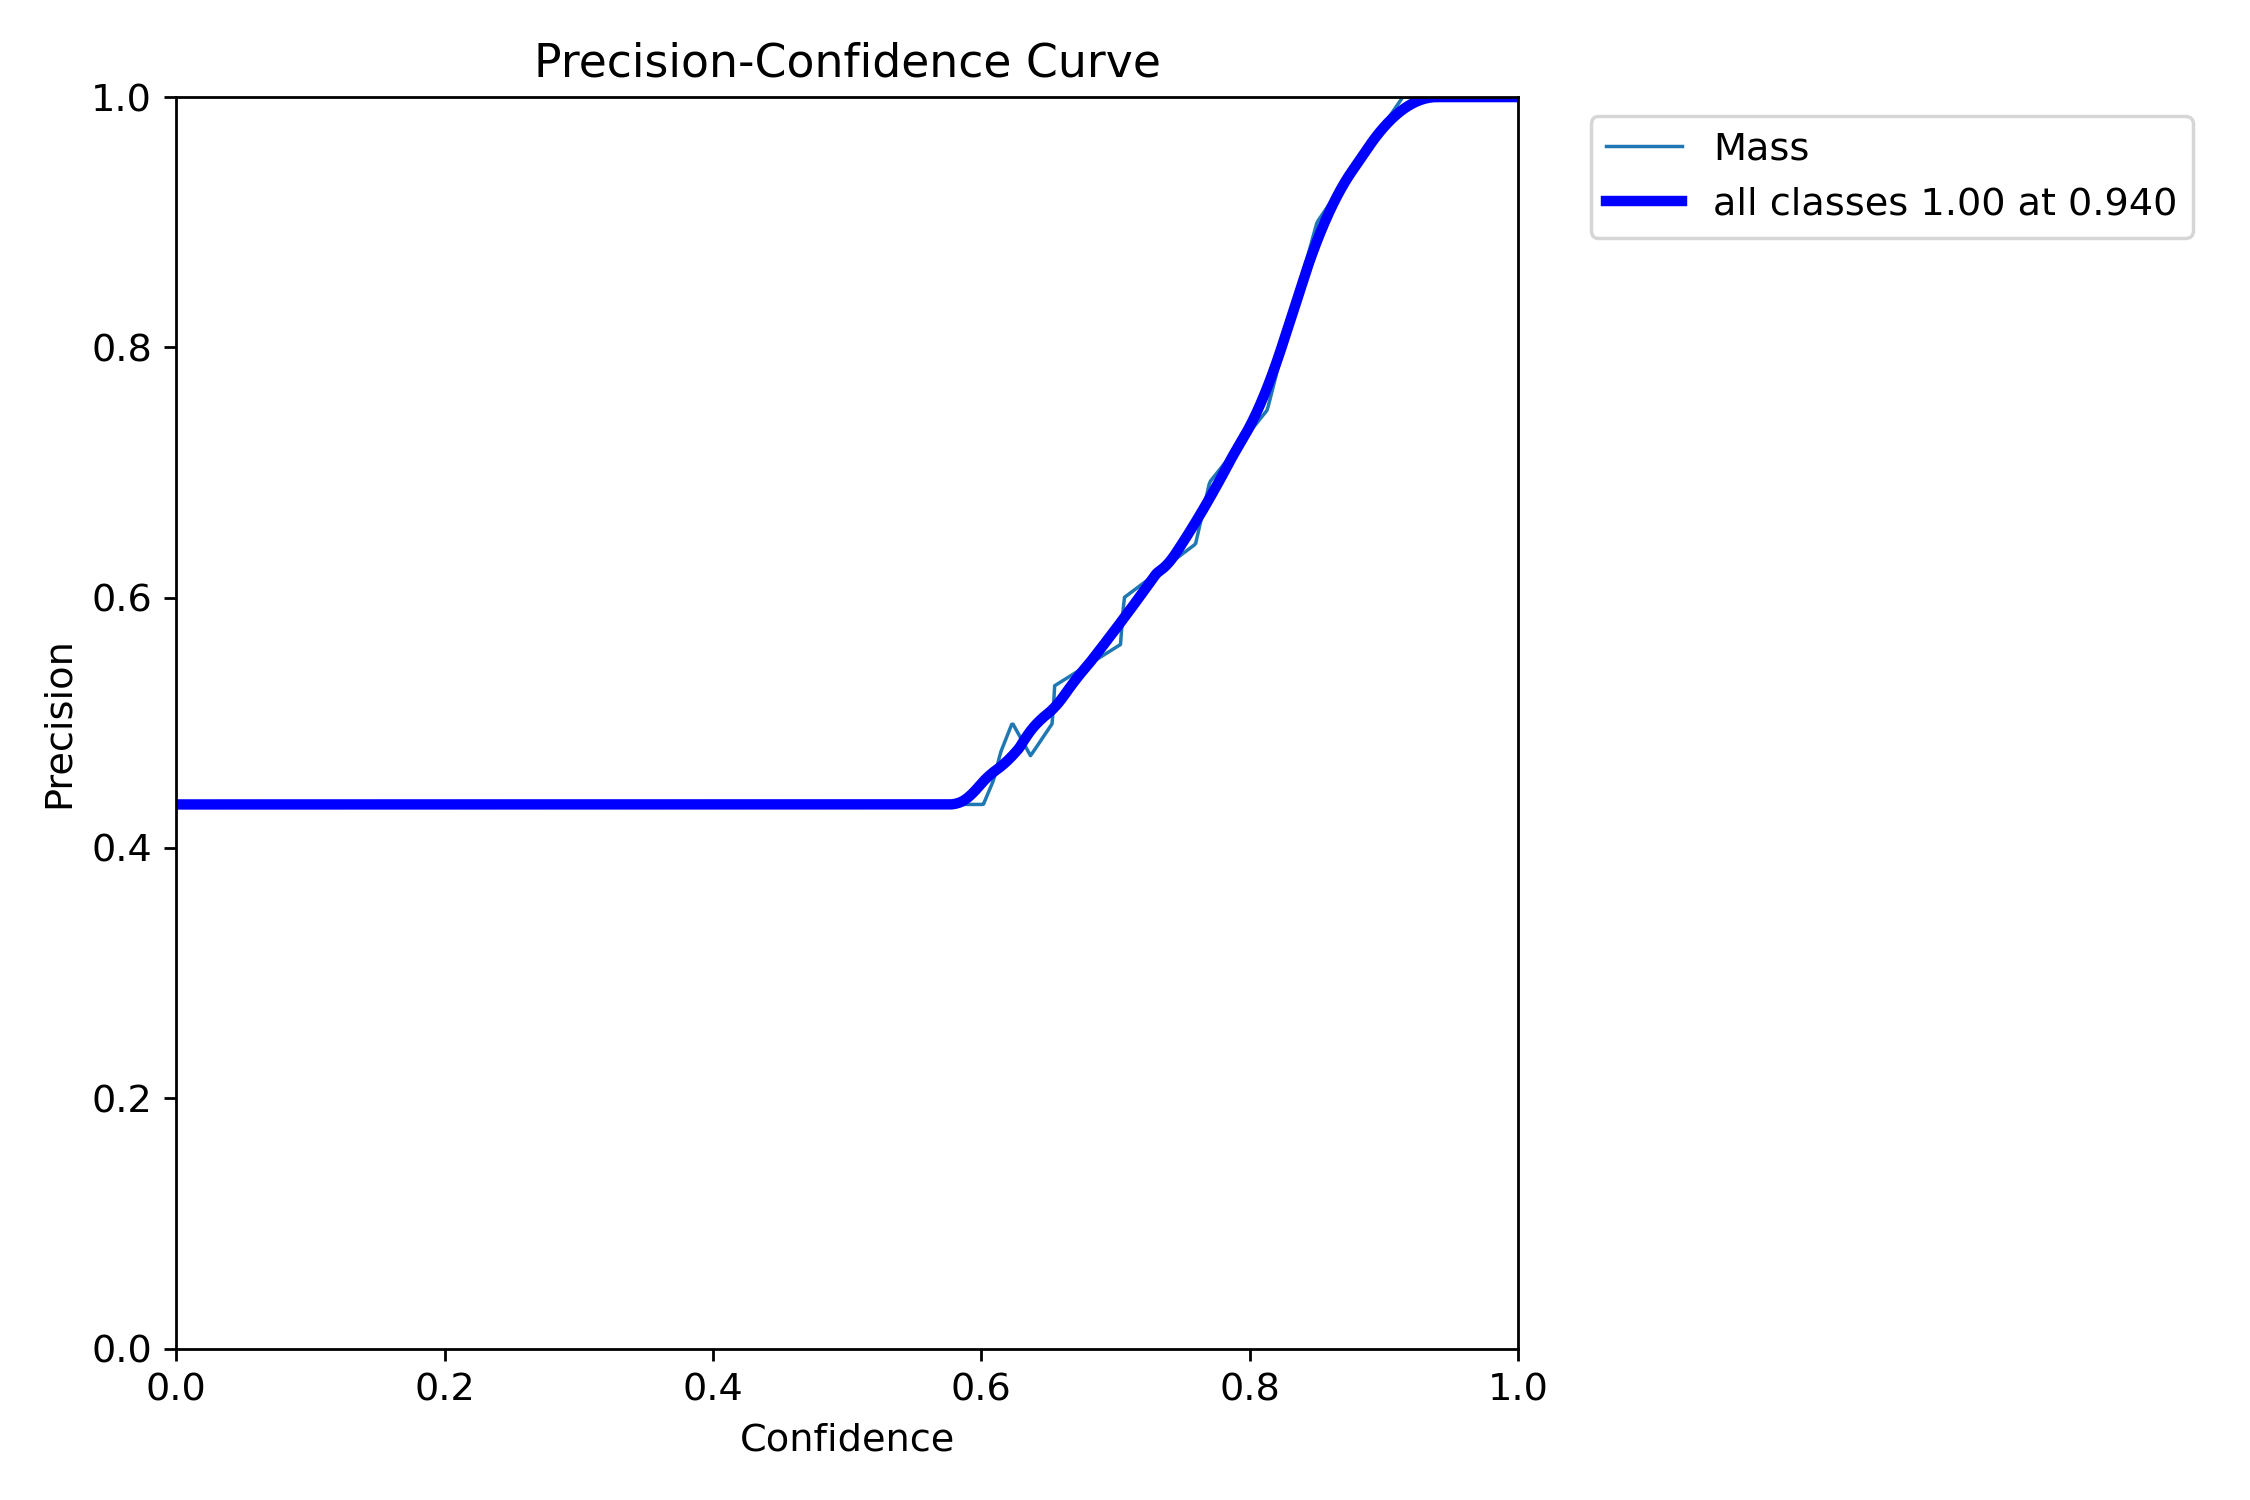 Precision-Confidence Curve
1.0
0.8
0.6
0.4
0.2
0.0
Precision
0.0 0.2 0.4 0.6 0.8 1.0
Confidence
Mass
all classes 1.00 at 0.940